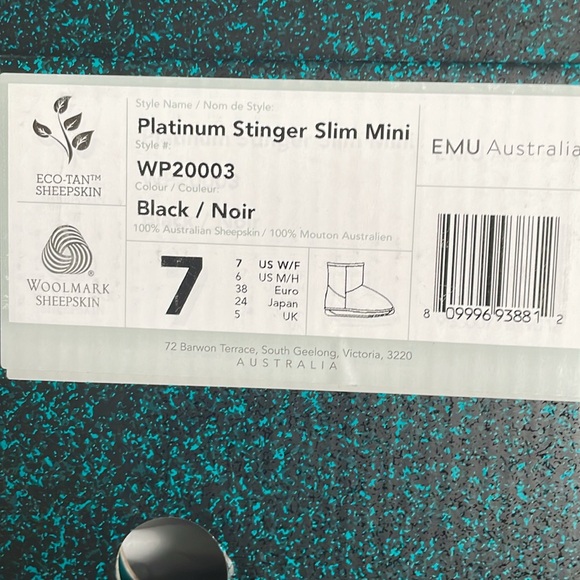 ECO-TAN™
SHEEPSKIN
WOOLMARK
SHEEPSKIN
Style Name / Nom de Style:
Platinum Stinger Slim Mini
Style #:
WP20003
Colour / Couleur:
Black / Noir
100% Australian Sheepskin / 100% Mouton Australien
7
7 US W/F
6 US M/H
38 Euro
24 Japan
5 UK
EMU Australia
8 09996 93881 2
72 Barwon Terrace, South Geelong, Victoria, 3220
AUSTRALIA